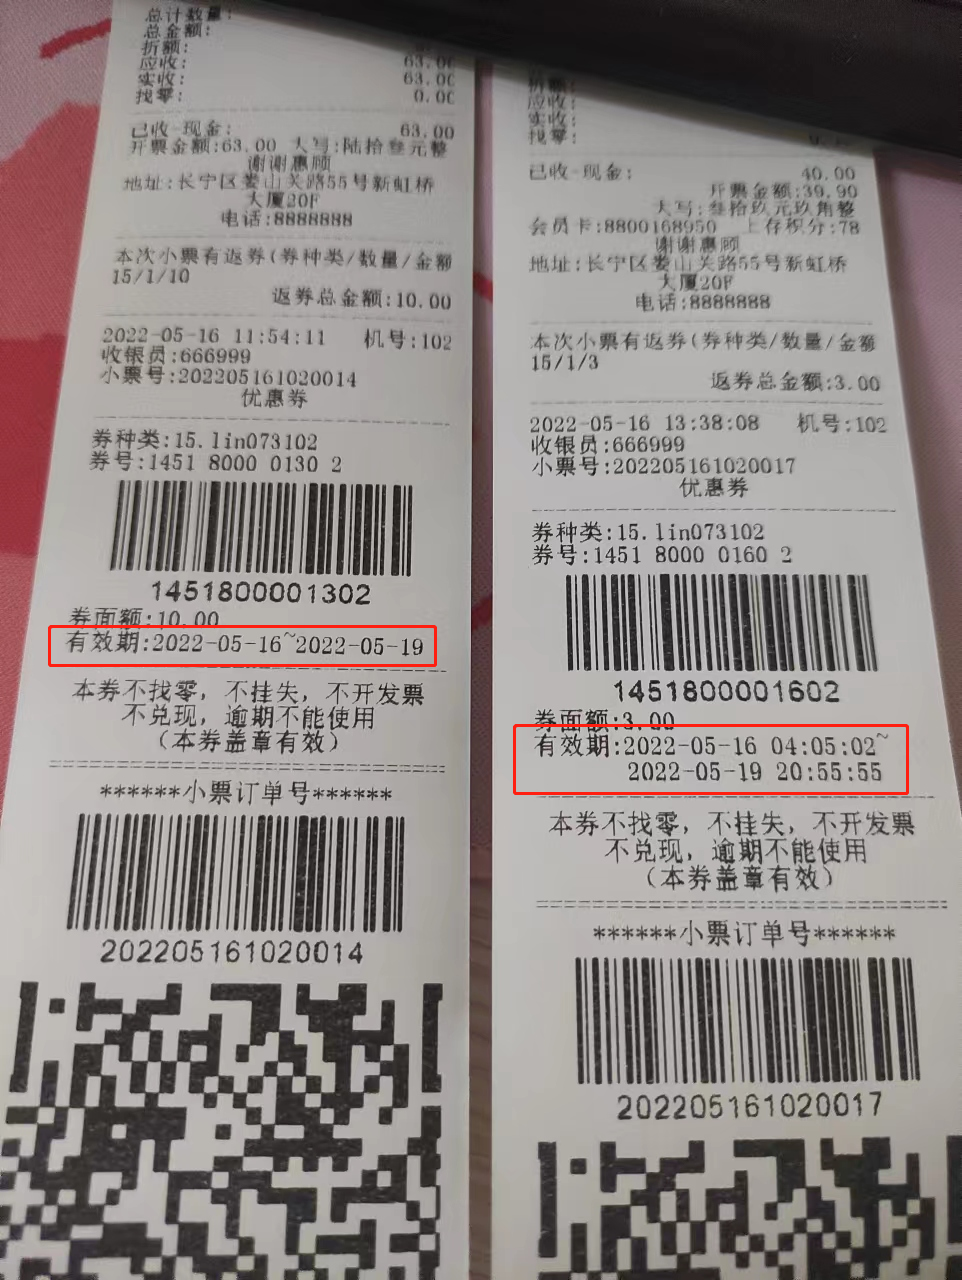 总计数量:
总金额:
折额:
应收: 63.00
实收: 63.00
找零: 0.00
已收-现金: 63.00
开票金额:63.00 大写:陆拾叁元整
谢谢惠顾
地址:长宁区娄山关路55号新虹桥
大厦20F
电话:8888888
本次小票有返券(券种类/数量/金额
15/1/10
返券总金额:10.00
2022-05-16 11:54:11 机号:102
收银员:666999
小票号:202205161020014
优惠券
券种类:15.lin073102
券号:1451 8000 0130 2
1451800001302
券面额:10.00
有效期:2022-05-16~2022-05-19
本券不找零，不挂失，不开发票
不兑现，逾期不能使用
(本券盖章有效)
******小票订单号******
202205161020014
折额:
应收:
实收:
找零:
已收-现金: 40.00
开票金额:39.90
大写:叁拾玖元玖角整
会员卡:8800168950 上存积分:78
谢谢惠顾
地址:长宁区娄山关路55号新虹桥
大厦20F
电话:8888888
本次小票有返券(券种类/数量/金额
15/1/3
返券总金额:3.00
2022-05-16 13:38:08 机号:102
收银员:666999
小票号:202205161020017
优惠券
券种类:15.lin073102
券号:1451 8000 0160 2
1451800001602
券面额:3.00
有效期:2022-05-16 04:05:02~
2022-05-19 20:55:55
本券不找零，不挂失，不开发票
不兑现，逾期不能使用
(本券盖章有效)
******小票订单号******
202205161020017